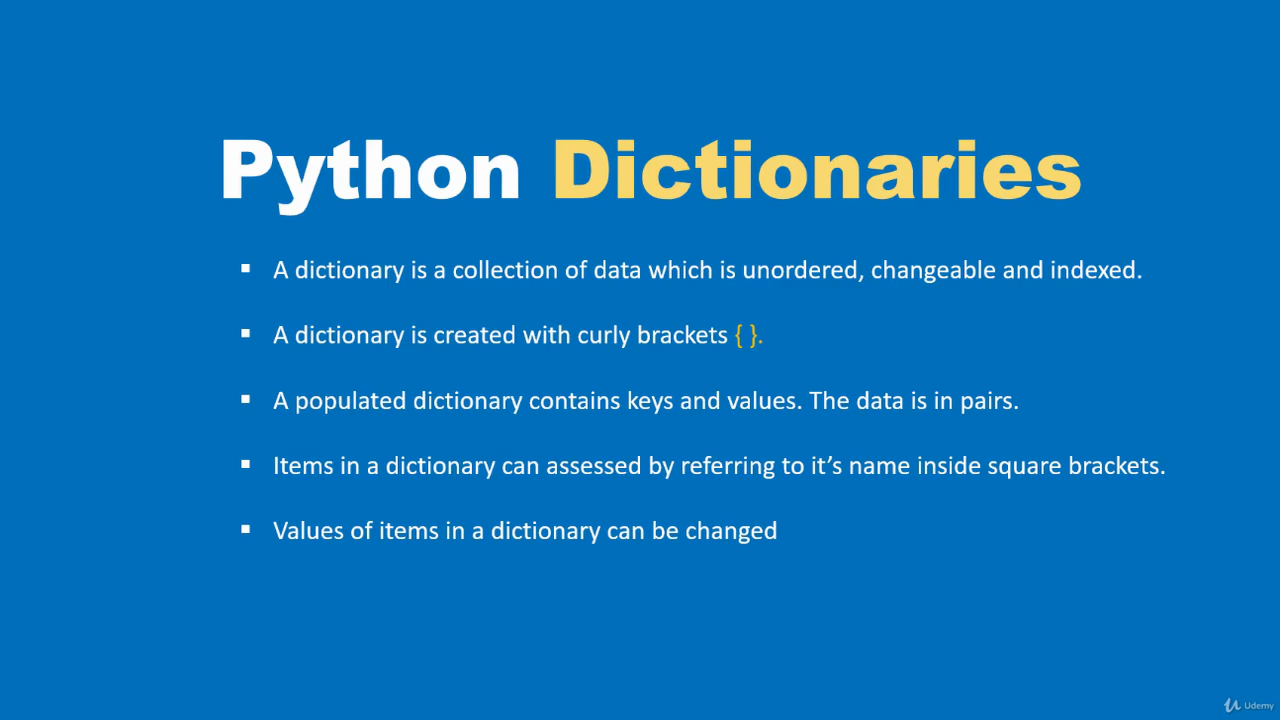 Python Dictionaries
▪ A dictionary is a collection of data which is unordered, changeable and indexed.
▪ A dictionary is created with curly brackets { }.
▪ A populated dictionary contains keys and values. The data is in pairs.
▪ Items in a dictionary can assessed by referring to it’s name inside square brackets.
▪ Values of items in a dictionary can be changed
Udemy